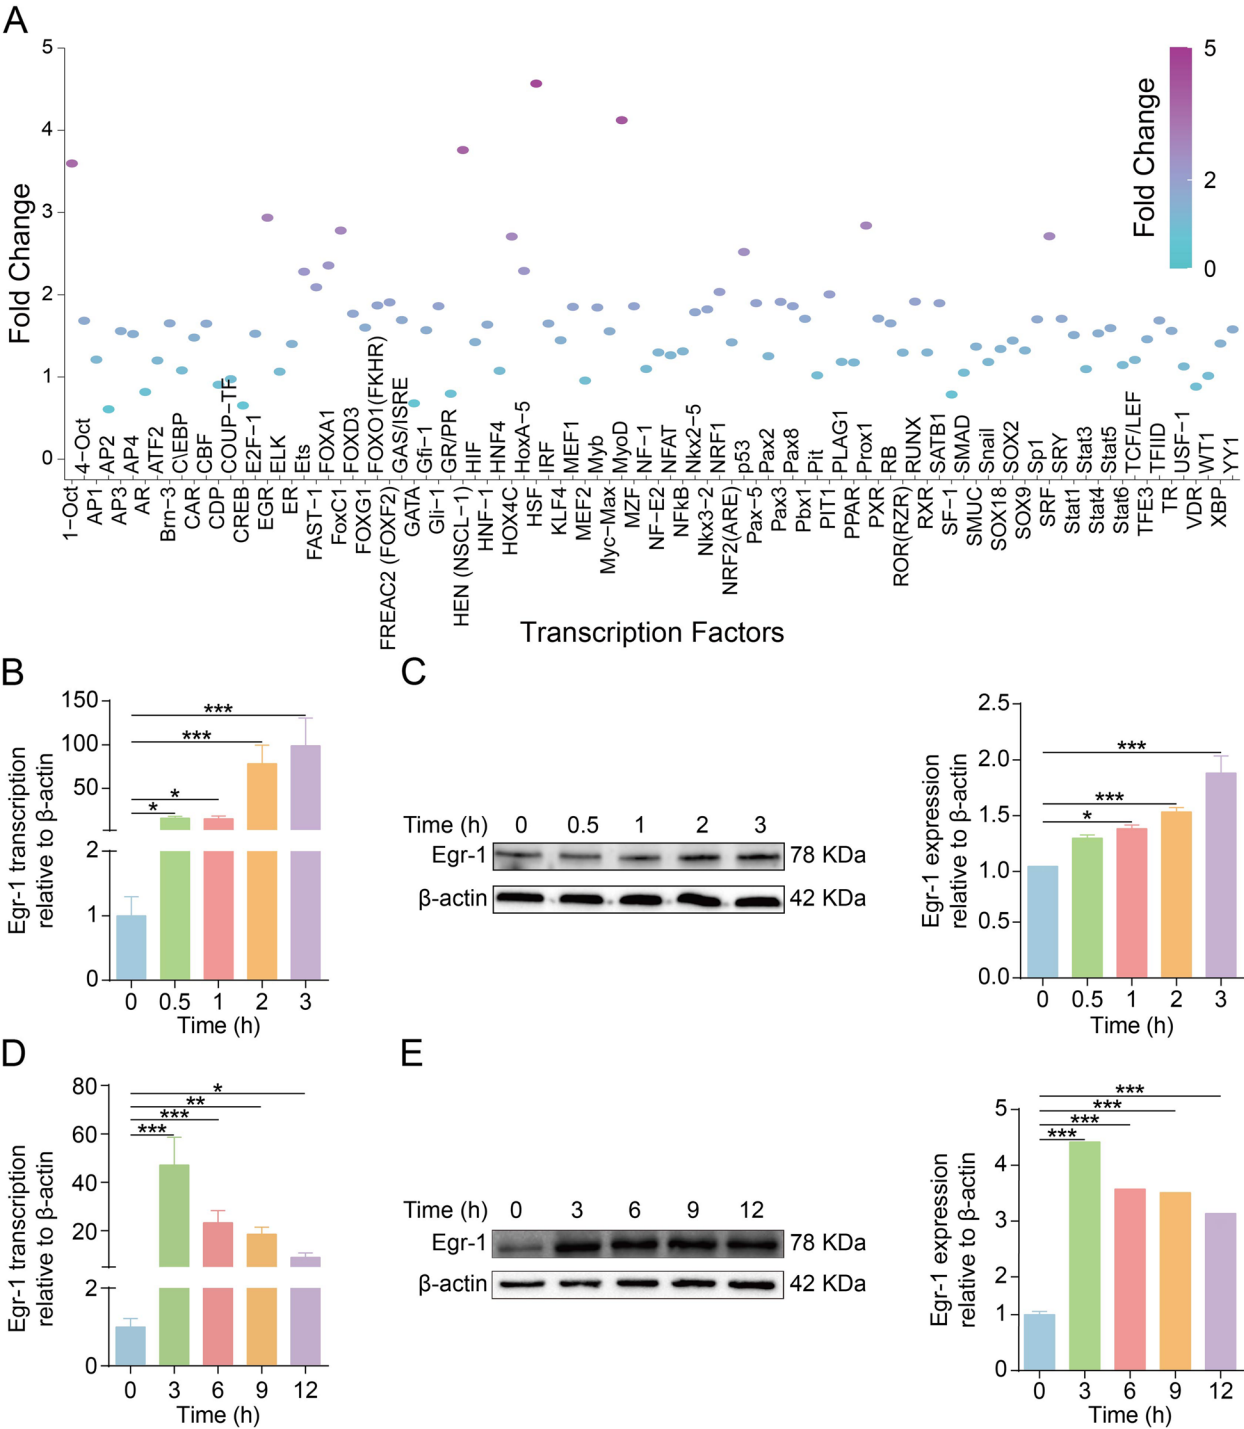 A
5
4
3
2
1
0
Fold Change
5
2
0
Fold Change
4-Oct
AP2
AP4
ATF2
C\EBP
CBF
COUP-TF
E2F-1
ELK
Ets
FOXA1
FOXD3
FOXO1(FKHR)
GAS/ISRE
Gfi-1
GR/PR
HIF
HNF4
HoxA-5
IRF
MEF1
Myb
MyoD
NF-1
NFAT
Nkx2-5
NRF1
p53
Pax2
Pax8
Pit
PLAG1
Prox1
RB
RUNX
SATB1
SMAD
Snail
SOX2
Sp1
SRY
Stat3
Stat5
TCF/LEF
TFIID
USF-1
WT1
YY1
1-Oct
AP1
AP3
AR
Brn-3
CAR
CDP
CREB
EGR
ER
FAST-1
FoxC1
FOXG1
FREAC2 (FOXF2)
GATA
Gli-1
HEN (NSCL-1)
HNF-1
HOX4C
HSF
KLF4
MEF2
Myc-Max
MZF
NF-E2
NFkB
Nkx3-2
NRF2(ARE)
Pax-5
Pax3
Pbx1
PIT1
PPAR
PXR
ROR(RZR)
RXR
SF-1
SMUC
SOX18
SOX9
SRF
Stat1
Stat4
Stat6
TFE3
TR
VDR
XBP
Transcription Factors
B
Egr-1 transcription
relative to β-actin
150
100
50
2
1
0
***
***
*
*
0 0.5 1 2 3
Time (h)
C
Time (h) 0 0.5 1 2 3
Egr-1 78 KDa
β-actin 42 KDa
Egr-1 expression
relative to β-actin
2.5
2.0
1.5
1.0
0.5
0.0
***
***
*
0 0.5 1 2 3
Time (h)
D
Egr-1 transcription
relative to β-actin
80
60
40
20
2
1
0
*
**
***
***
0 3 6 9 12
Time (h)
E
Time (h) 0 3 6 9 12
Egr-1 78 KDa
β-actin 42 KDa
Egr-1 expression
relative to β-actin
5
4
3
2
1
0
***
***
***
***
0 3 6 9 12
Time (h)